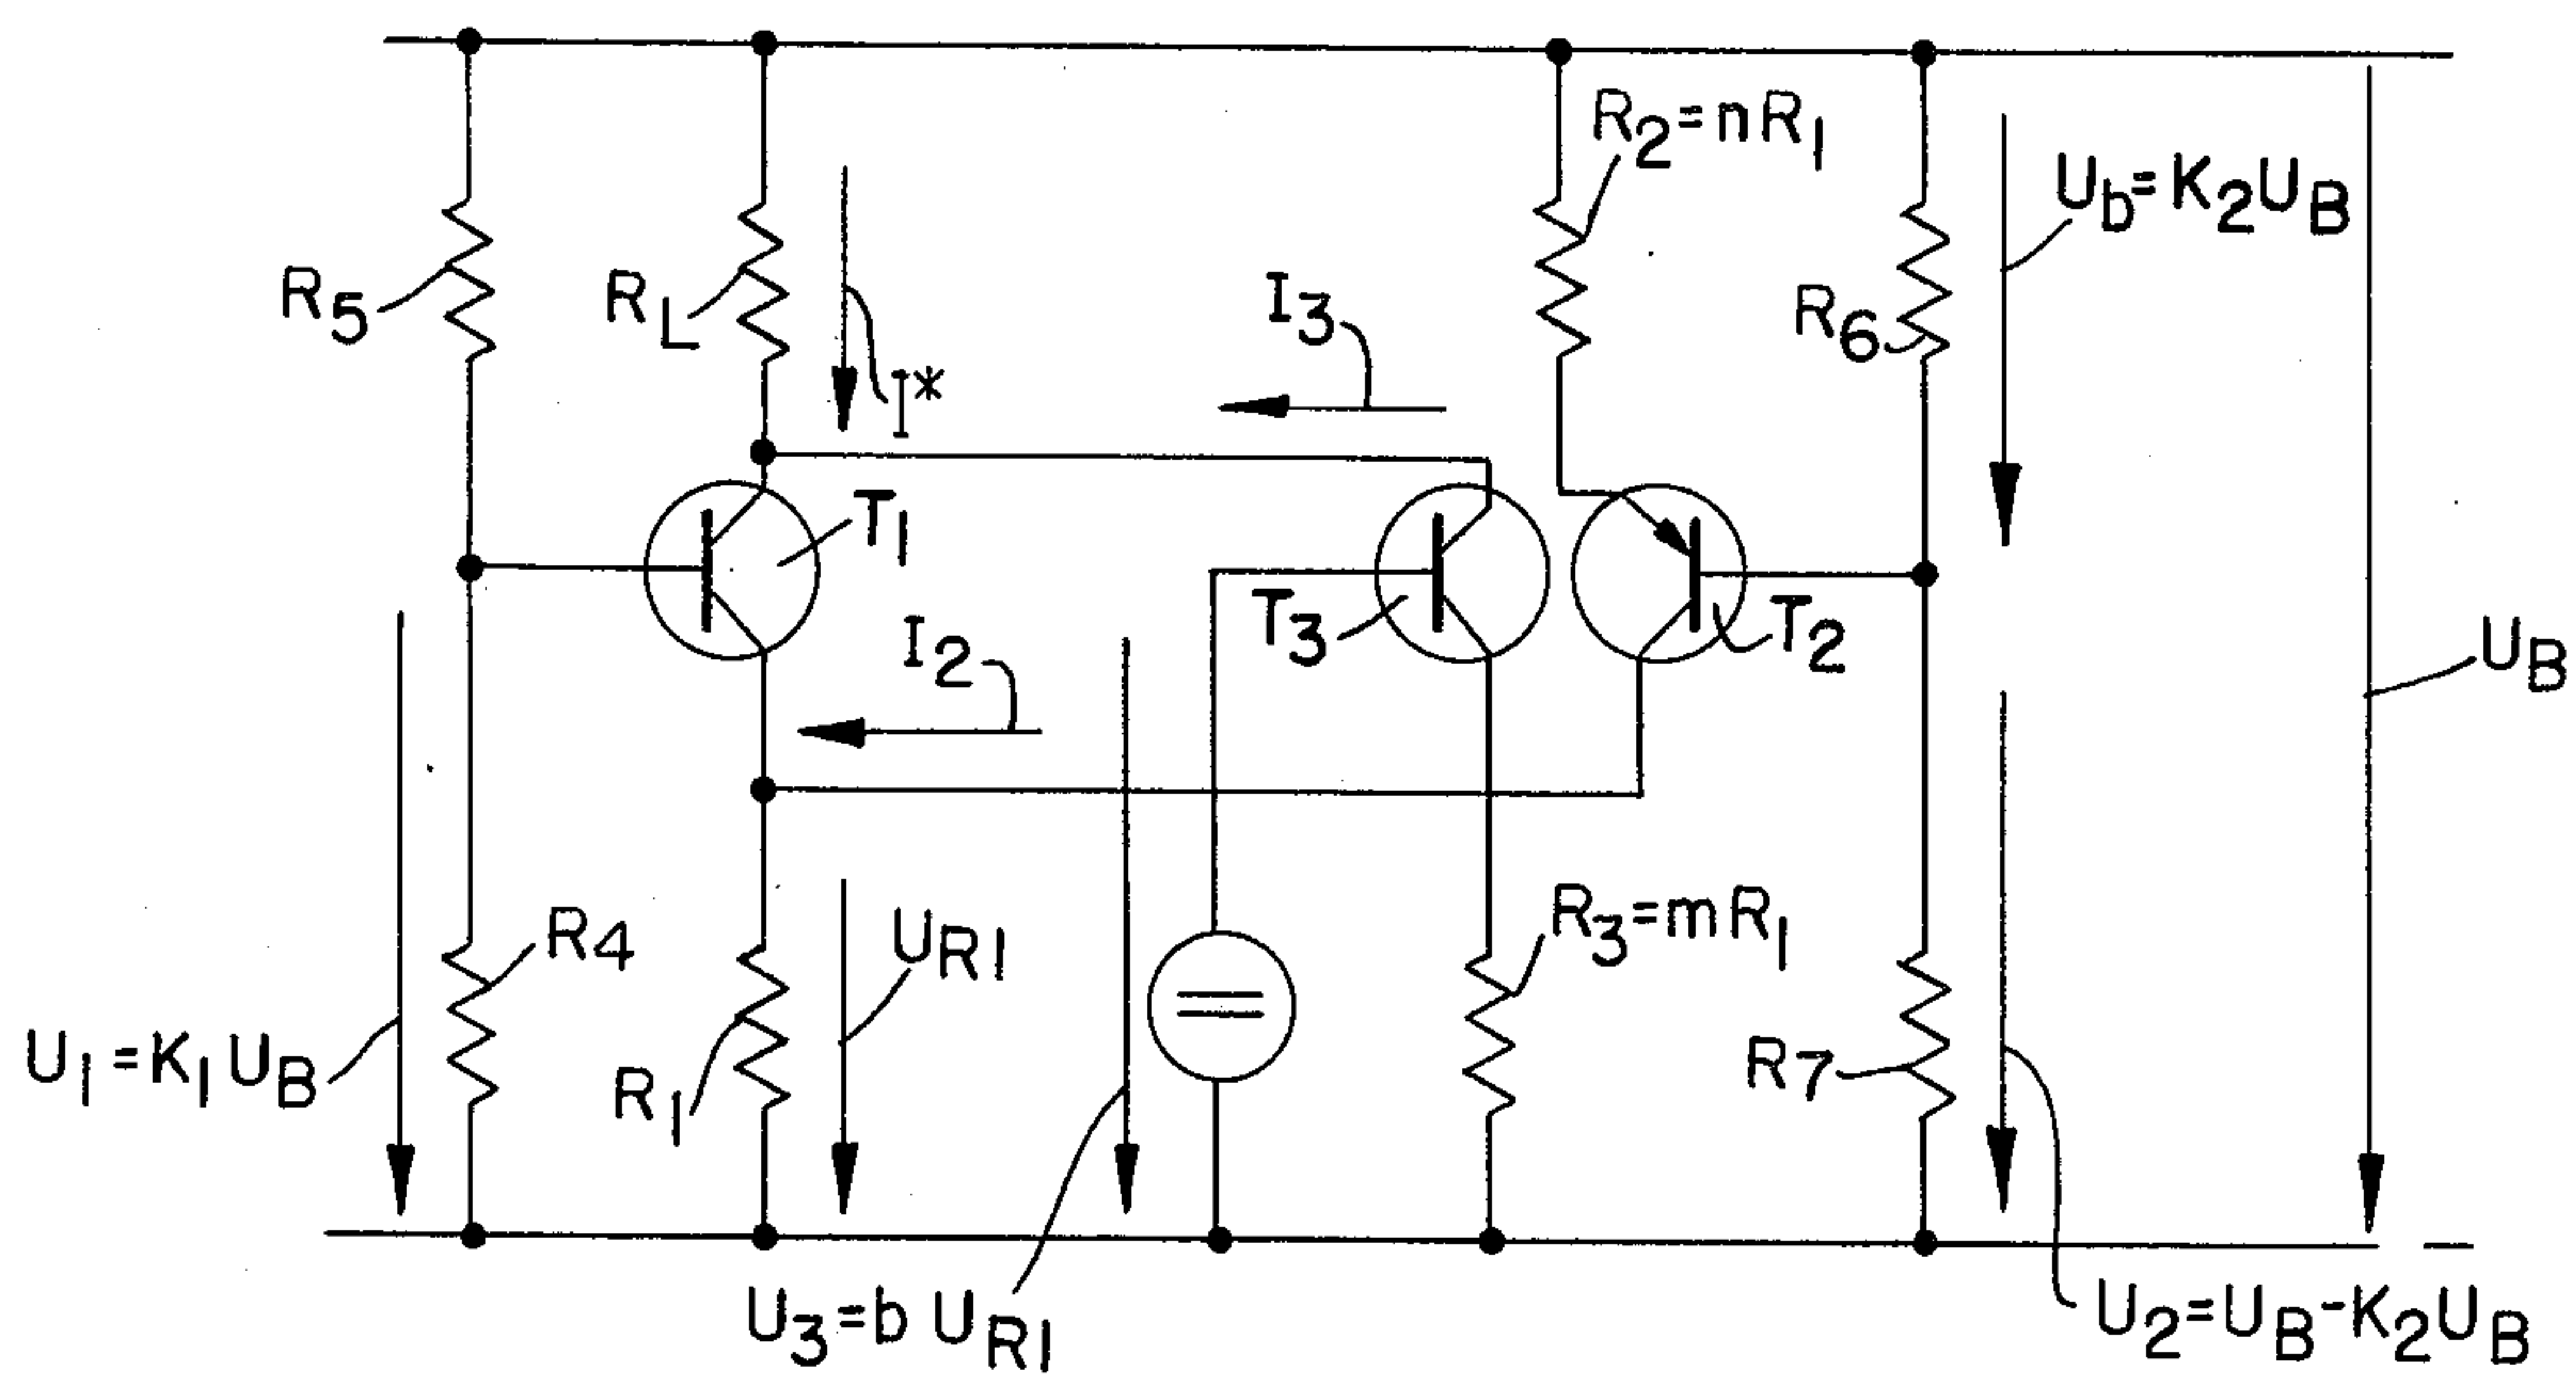 R2=nR1
Ub=K2UB
R5
RL
I3
R6
I*
T1
T3
T2
I2
UB
R4
UR1
R3=mR1
U1=K1UB
R1
R7
U3=b UR1
U2=UB-K2UB